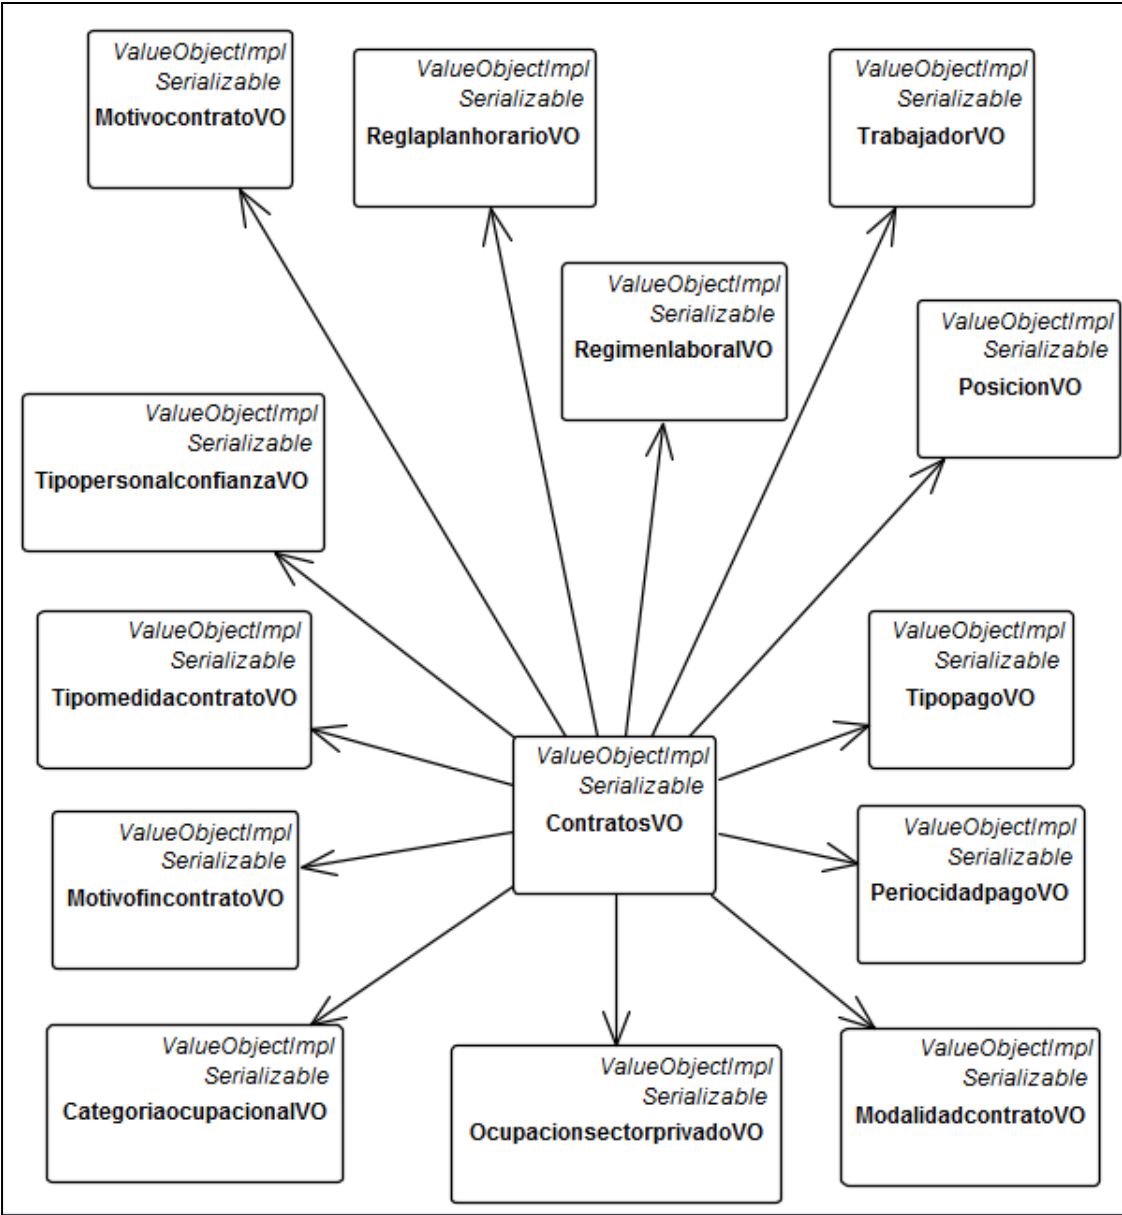 ValueObjectImpl
Serializable
MotivocontratoVO
ValueObjectImpl
Serializable
ReglaplanhorarioVO
ValueObjectImpl
Serializable
TrabajadorVO
ValueObjectImpl
Serializable
RegimenlaboralVO
ValueObjectImpl
Serializable
PosicionVO
ValueObjectImpl
Serializable
TipopersonalconfianzaVO
ValueObjectImpl
Serializable
TipomedidacontratoVO
ValueObjectImpl
Serializable
TipopagoVO
ValueObjectImpl
Serializable
ContratosVO
ValueObjectImpl
Serializable
MotivofincontratoVO
ValueObjectImpl
Serializable
PeriocidadpagoVO
ValueObjectImpl
Serializable
CategoriaocupacionalVO
ValueObjectImpl
Serializable
OcupacionsectorprivadoVO
ValueObjectImpl
Serializable
ModalidadcontratoVO